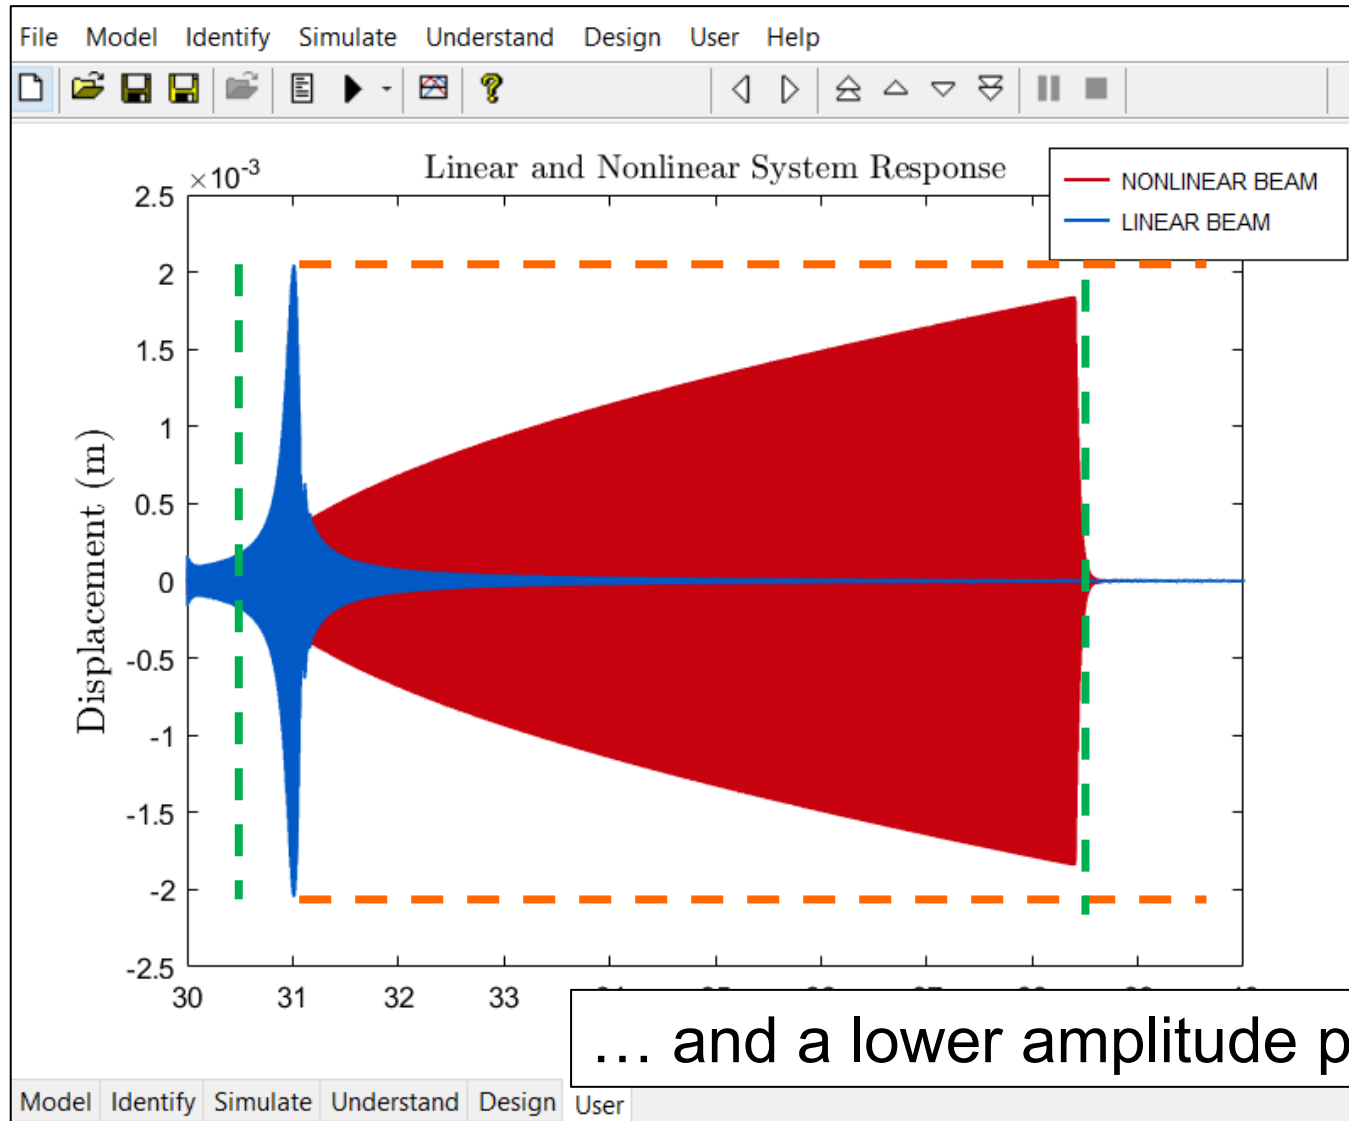 File Model Identify Simulate Understand Design User Help
Linear and Nonlinear System Response
×10-3
NONLINEAR BEAM
LINEAR BEAM
2.5
2
1.5
1
0.5
0
-0.5
-1
-1.5
-2
-2.5
Displacement (m)
30 31 32 33
… and a lower amplitude
Model Identify Simulate Understand Design User